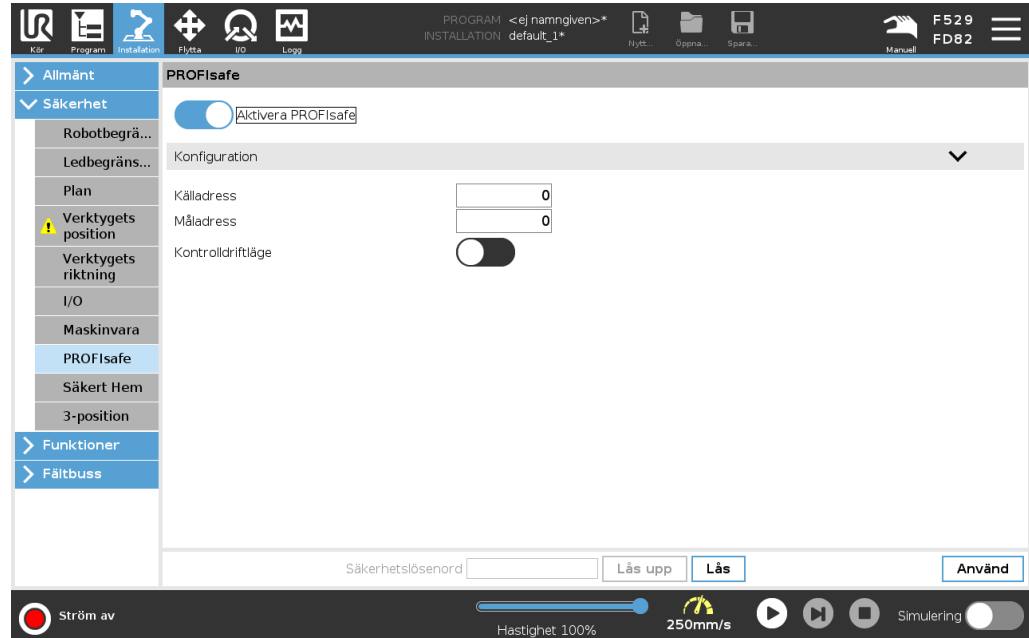 PROGRAM <ej namngiven>*
INSTALLATION default_1*
Kör
Program
Installation
Flytta
I/O
Logg
Nytt...
Öppna...
Spara...
Manuell
F529
FD82
Allmänt
Säkerhet
Robotbegrä...
Ledbegräns...
Plan
Verktygets
position
Verktygets
riktning
I/O
Maskinvara
PROFIsafe
Säkert Hem
3-position
Funktioner
Fältbuss
PROFIsafe
Aktivera PROFIsafe
Konfiguration
Källadress 0
Måladress 0
Kontrolldriftläge
Säkerhetslösenord
Lås upp
Lås
Använd
Ström av
Hastighet 100%
250mm/s
Simulering